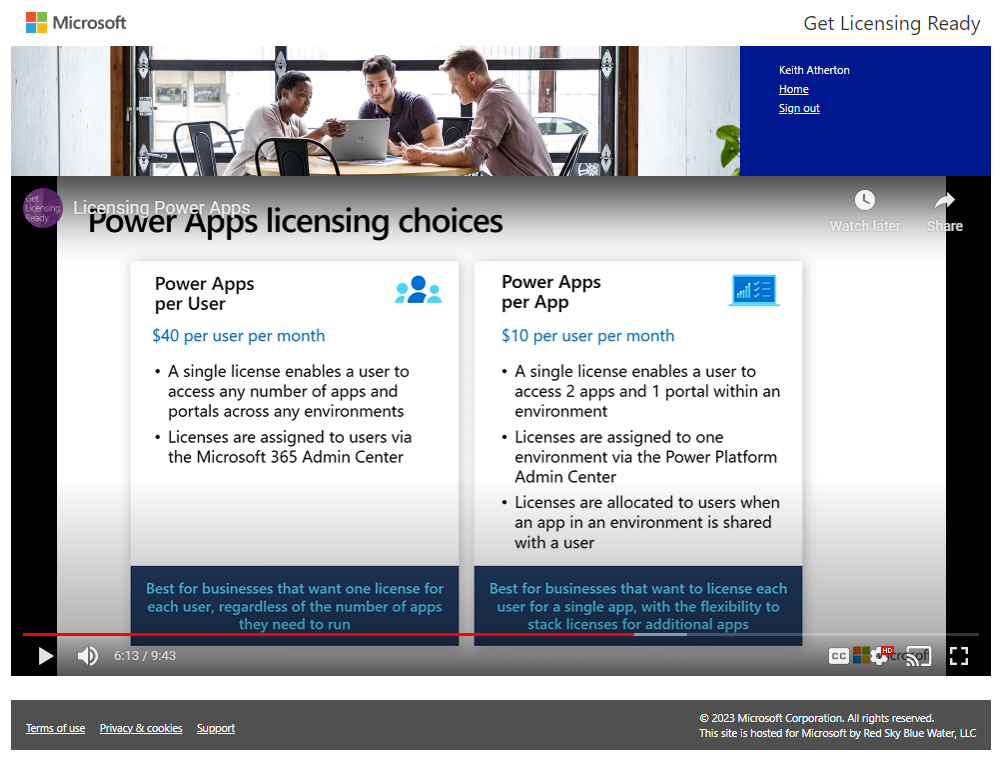 Microsoft
Get Licensing Ready
Keith Atherton
Home
Sign out
Get
Licensing
Ready
Licensing Power Apps
Watch later
Share
Power Apps licensing choices
Power Apps
per User
$40 per user per month
• A single license enables a user to
access any number of apps and
portals across any environments
• Licenses are assigned to users via
the Microsoft 365 Admin Center
Best for businesses that want one license for
each user, regardless of the number of apps
they need to run
Power Apps
per App
$10 per user per month
• A single license enables a user to
access 2 apps and 1 portal within an
environment
• Licenses are assigned to one
environment via the Power Platform
Admin Center
• Licenses are allocated to users when
an app in an environment is shared
with a user
Best for businesses that want to license each
user for a single app, with the flexibility to
stack licenses for additional apps
6:13 / 9:43
CC
HD
Terms of use
Privacy & cookies
Support
© 2023 Microsoft Corporation. All rights reserved.
This site is hosted for Microsoft by Red Sky Blue Water, LLC